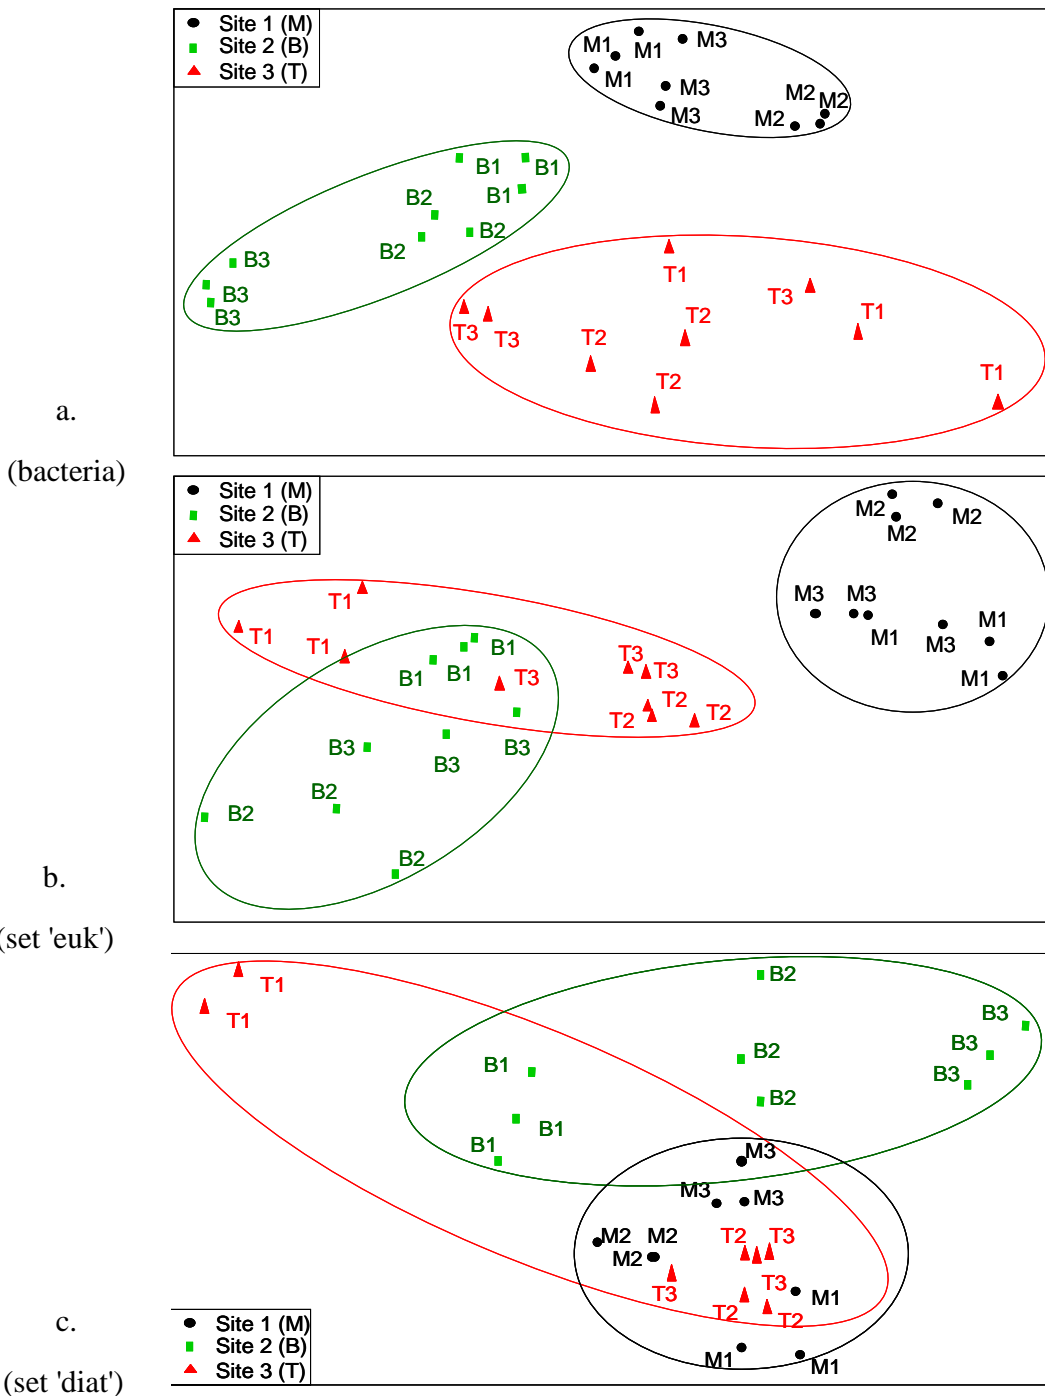 Site 1 (M)
Site 2 (B)
Site 3 (T)
M1 M1 M3
M1 M3 M3
M2 M2 M2
B1 B1 B1
B2 B2 B2
B3 B3 B3
T1 T3 T1
T3 T3 T2 T2
T2 T1
a.
(bacteria)
Site 1 (M)
Site 2 (B)
Site 3 (T)
M2 M2 M2
M3 M3 M1 M3 M1
M1
T1 T1 T1
B1 B1 B1
T3 T3 T3
T2 T2 T2
B3 B3 B3
B2 B2
B2
b.
(set 'euk')
T1 T1
B2
B3
B1 B2 B3
B3
B1 B2
B1
M3
M3 M3
M2 M2 T2 T3
M2
T3 T3 M1
T2 T2
M1 M1
c.
(set 'diat')
Site 1 (M)
Site 2 (B)
Site 3 (T)